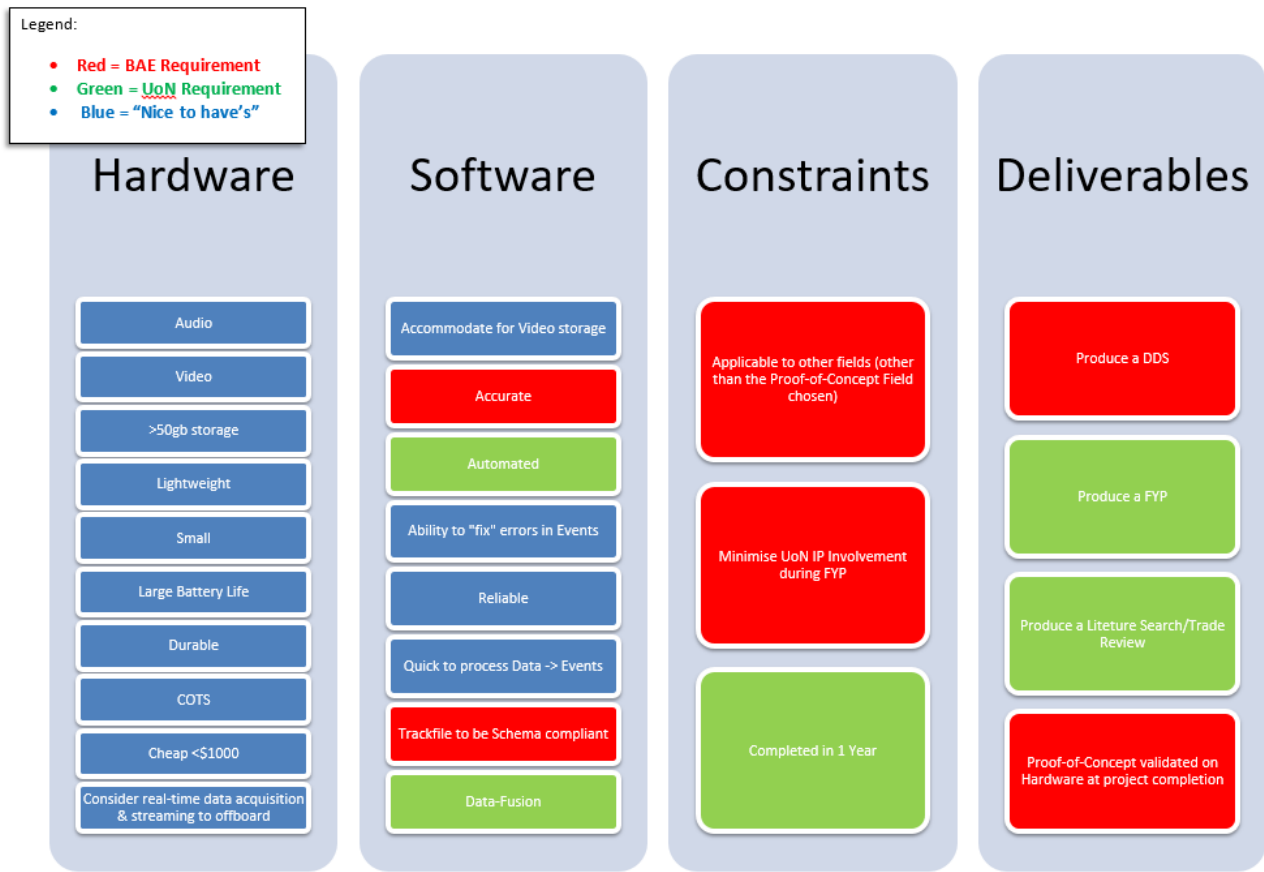 Legend:
Red = BAE Requirement
Green = UoN Requirement
Blue = “Nice to have’s”
Hardware
Audio
Video
>50gb storage
Lightweight
Small
Large Battery Life
Durable
COTS
Cheap <$1000
Consider real-time data acquisition
& streaming to offboard
Software
Accommodate for Video storage
Accurate
Automated
Ability to "fix" errors in Events
Reliable
Quick to process Data -> Events
Trackfile to be Schema compliant
Data-Fusion
Constraints
Applicable to other fields (other
than the Proof-of-Concept Field
chosen)
Minimise UoN IP Involvement
during FYP
Completed in 1 Year
Deliverables
Produce a DDS
Produce a FYP
Produce a Liteture Search/Trade
Review
Proof-of-Concept validated on
Hardware at project completion